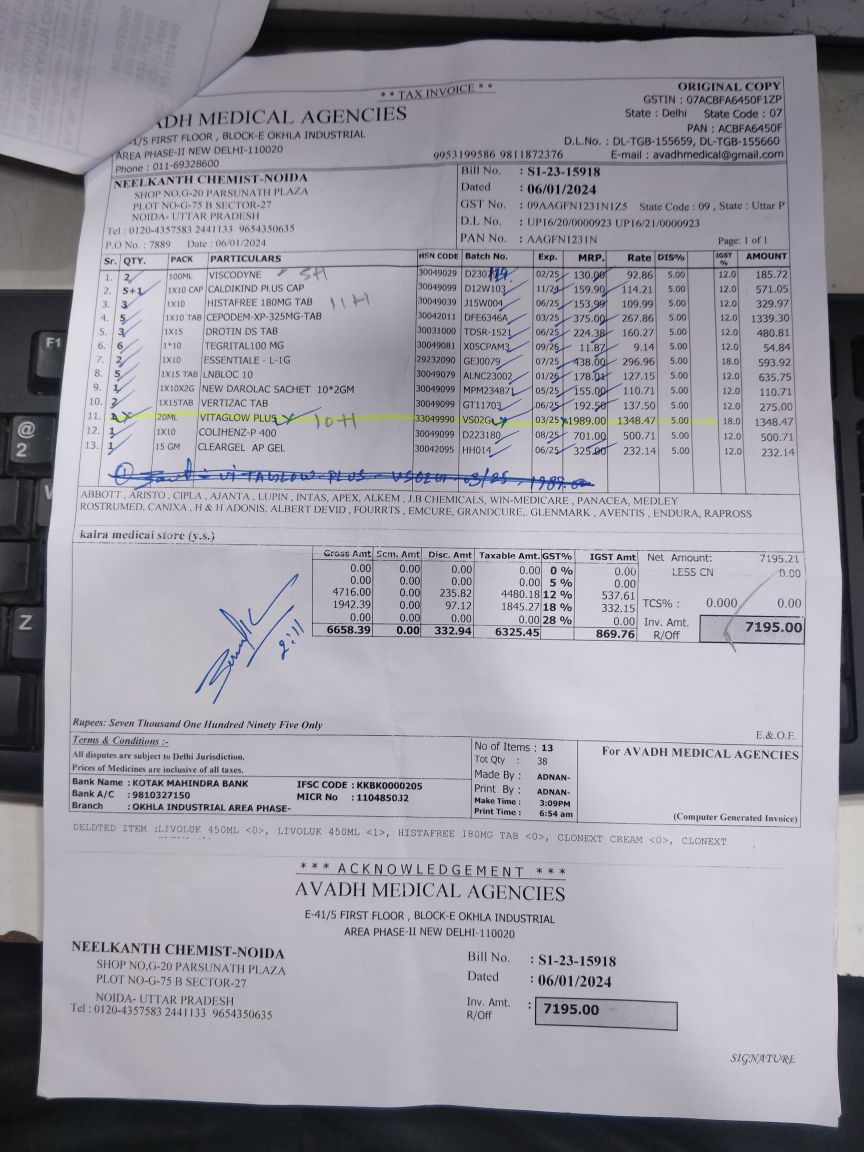 * * TAX INVOICE * *
ORIGINAL COPY
ADH MEDICAL AGENCIES
GSTIN : 07ACBFA6450F1ZP
-41/5 FIRST FLOOR , BLOCK-E OKHLA INDUSTRIAL
State : Delhi State Code : 07
AREA PHASE-II NEW DELHI-110020
PAN : ACBFA6450F
Phone : 011-69328600
D.L.No. : DL-TGB-155659, DL-TGB-155660
9953199586 9811872376
E-mail : avadhmedical@gmail.com
NEELKANTH CHEMIST-NOIDA
SHOP NO,G-20 PARSUNATH PLAZA
PLOT NO-G-75 B SECTOR-27
NOIDA- UTTAR PRADESH
Tel : 0120-4357583 2441133 9654350635
P.O No. : 7889 Date : 06/01/2024
Bill No. : S1-23-15918
Dated : 06/01/2024
GST No. : 09AAGFN1231N1Z5 State Code : 09 , State : Uttar P
D.L No. : UP16/20/0000923 UP16/21/0000923
PAN No. : AAGFN1231N
Page: 1 of 1
Sr. QTY. PACK PARTICULARS HSN CODE Batch No. Exp. MRP. Rate DIS% IGST % AMOUNT
1. 2 100ML VISCODYNE 30049029 02/25 130.00 92.86 5.00 12.0 185.72
2. 5+1 1X10 CAP CALDIKIND PLUS CAP 30049099 D12W103 11/24 159.90 114.21 5.00 12.0 571.05
3. 3 1X10 HISTAFREE 180MG TAB 11H 30049039 J15W004 06/25 153.99 109.99 5.00 12.0 329.97
4. 5 1X10 TAB CEPODEM-XP-325MG-TAB 30042011 DFE6346A 03/25 375.00 267.86 5.00 12.0 1339.30
5. 3 1X15 DROTIN DS TAB 30031000 TDSR-1521 06/25 224.38 160.27 5.00 12.0 480.81
6. 6 1*10 TEGRITAL100 MG 30049081 X05CPAM3 09/26 11.87 9.14 5.00 12.0 54.84
7. 2 1X10 ESSENTIALE - L-1G 29232090 GEJ0079 07/25 438.00 296.96 5.00 18.0 593.92
8. 5 1X15 TAB LNBLOC 10 30049079 ALNC23002 01/26 178.01 127.15 5.00 12.0 635.75
9. 1 1X10X2G NEW DAROLAC SACHET 10*2GM 30049099 MPM23487L 05/25 155.00 110.71 5.00 12.0 110.71
10. 2 1X15TAB VERTIZAC TAB 30049099 GT11703 06/25 192.50 137.50 5.00 12.0 275.00
11. 1 20ML VITAGLOW PLUS 10-H 33049990 VS02G 03/25 1989.00 1348.47 5.00 18.0 1348.47
12. 1 1X10 COLIHENZ-P 400 30049099 D223180 08/25 701.00 500.71 5.00 12.0 500.71
13. 1 15 GM CLEARGEL AP GEL 30042095 HH014 06/25 325.00 232.14 5.00 12.0 232.14
ABBOTT , ARISTO , CIPLA , AJANTA , LUPIN , INTAS, APEX, ALKEM , J.B CHEMICALS, WIN-MEDICARE , PANACEA, MEDLEY
ROSTRUMED, CANIXA , H & H ADONIS. ALBERT DEVID , FOURRTS , EMCURE, GRANDCURE,. GLENMARK , AVENTIS , ENDURA, RAPROSS
kaira medical store (y.s.)
Gross Amt Scm. Amt Disc. Amt Taxable Amt. GST% IGST Amt
0.00 0.00 0.00 0.00 0 % 0.00
0.00 0.00 0.00 0.00 5 % 0.00
4716.00 0.00 235.82 4480.18 12 % 537.61
1942.39 0.00 97.12 1845.27 18 % 332.15
0.00 0.00 0.00 0.00 28 % 0.00
6658.39 0.00 332.94 6325.45 869.76
Net Amount: 7195.21
LESS CN 0.00
TCS% : 0.000 0.00
Inv. Amt. R/Off 7195.00
Rupees: Seven Thousand One Hundred Ninety Five Only
E.& O.E.
Terms & Conditions :-
All disputes are subject to Delhi Jurisdiction.
Prices of Medicines are inclusive of all taxes.
Bank Name : KOTAK MAHINDRA BANK IFSC CODE : KKBK0000205
Bank A/C : 9810327150 MICR No : 110485032
Branch : OKHLA INDUSTRIAL AREA PHASE-
No of Items : 13
Tot Qty : 38
Made By : ADNAN-
Print By : ADNAN-
Make Time : 3:09PM
Print Time : 6:54 am
For AVADH MEDICAL AGENCIES
(Computer Generated Invoice)
DELDTED ITEM :LIVOLUK 450ML <0>, LIVOLUK 450ML <1>, HISTAFREE 180MG TAB <0>, CLONEXT CREAM <0>, CLONEXT
* * * ACKNOWLEDGEMENT * * *
AVADH MEDICAL AGENCIES
E-41/5 FIRST FLOOR , BLOCK-E OKHLA INDUSTRIAL
AREA PHASE-II NEW DELHI-110020
NEELKANTH CHEMIST-NOIDA
SHOP NO,G-20 PARSUNATH PLAZA
PLOT NO-G-75 B SECTOR-27
NOIDA- UTTAR PRADESH
Tel : 0120-4357583 2441133 9654350635
Bill No. : S1-23-15918
Dated : 06/01/2024
Inv. Amt. R/Off : 7195.00
SIGNATURE
F1
@
2
Z